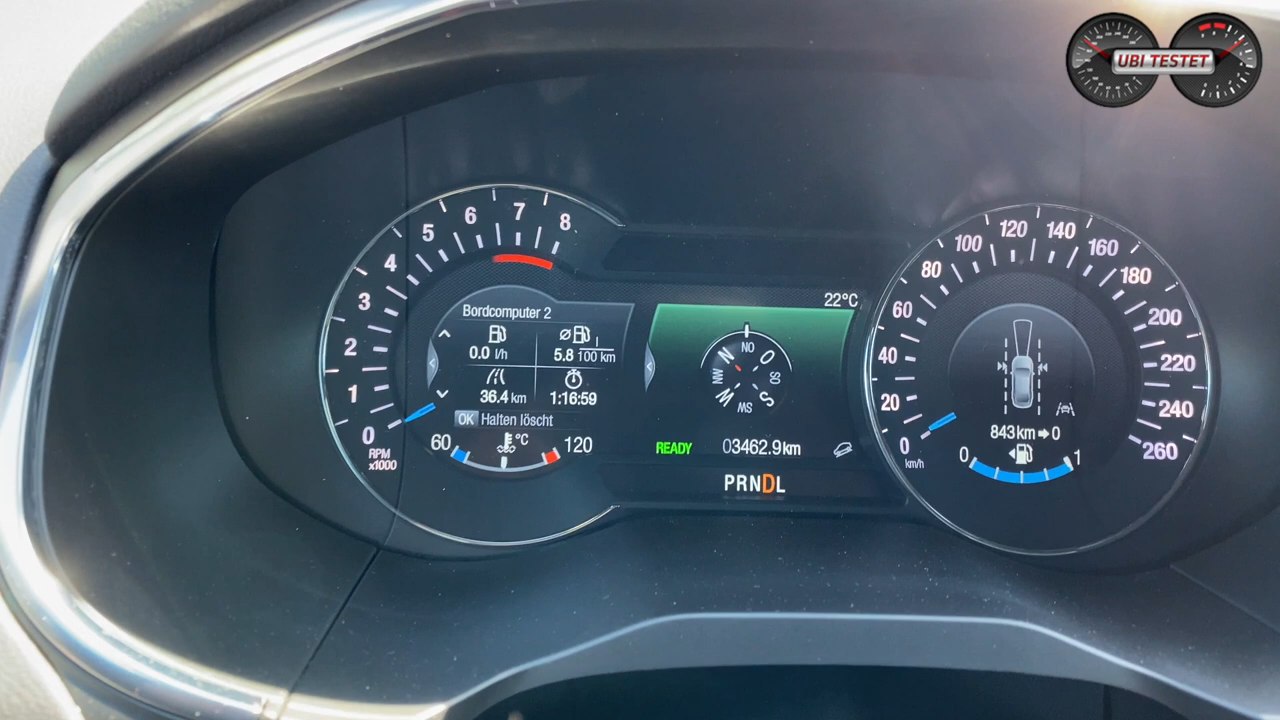 UBI TESTET
0
1
2
3
4
5
6
7
8
RPM
x1000
Bordcomputer 2
0.0 l/h
ø
5.8 100 km
36.4 km
1:16:59
OK Halten löscht
60 °C 120
22°C
N
NO
O
SO
S
SW
W
NW
READY 03462.9km
PRNDL
0
20
40
60
80
100
120
140
160
180
200
220
240
260
km/h
843km➔0
0 1